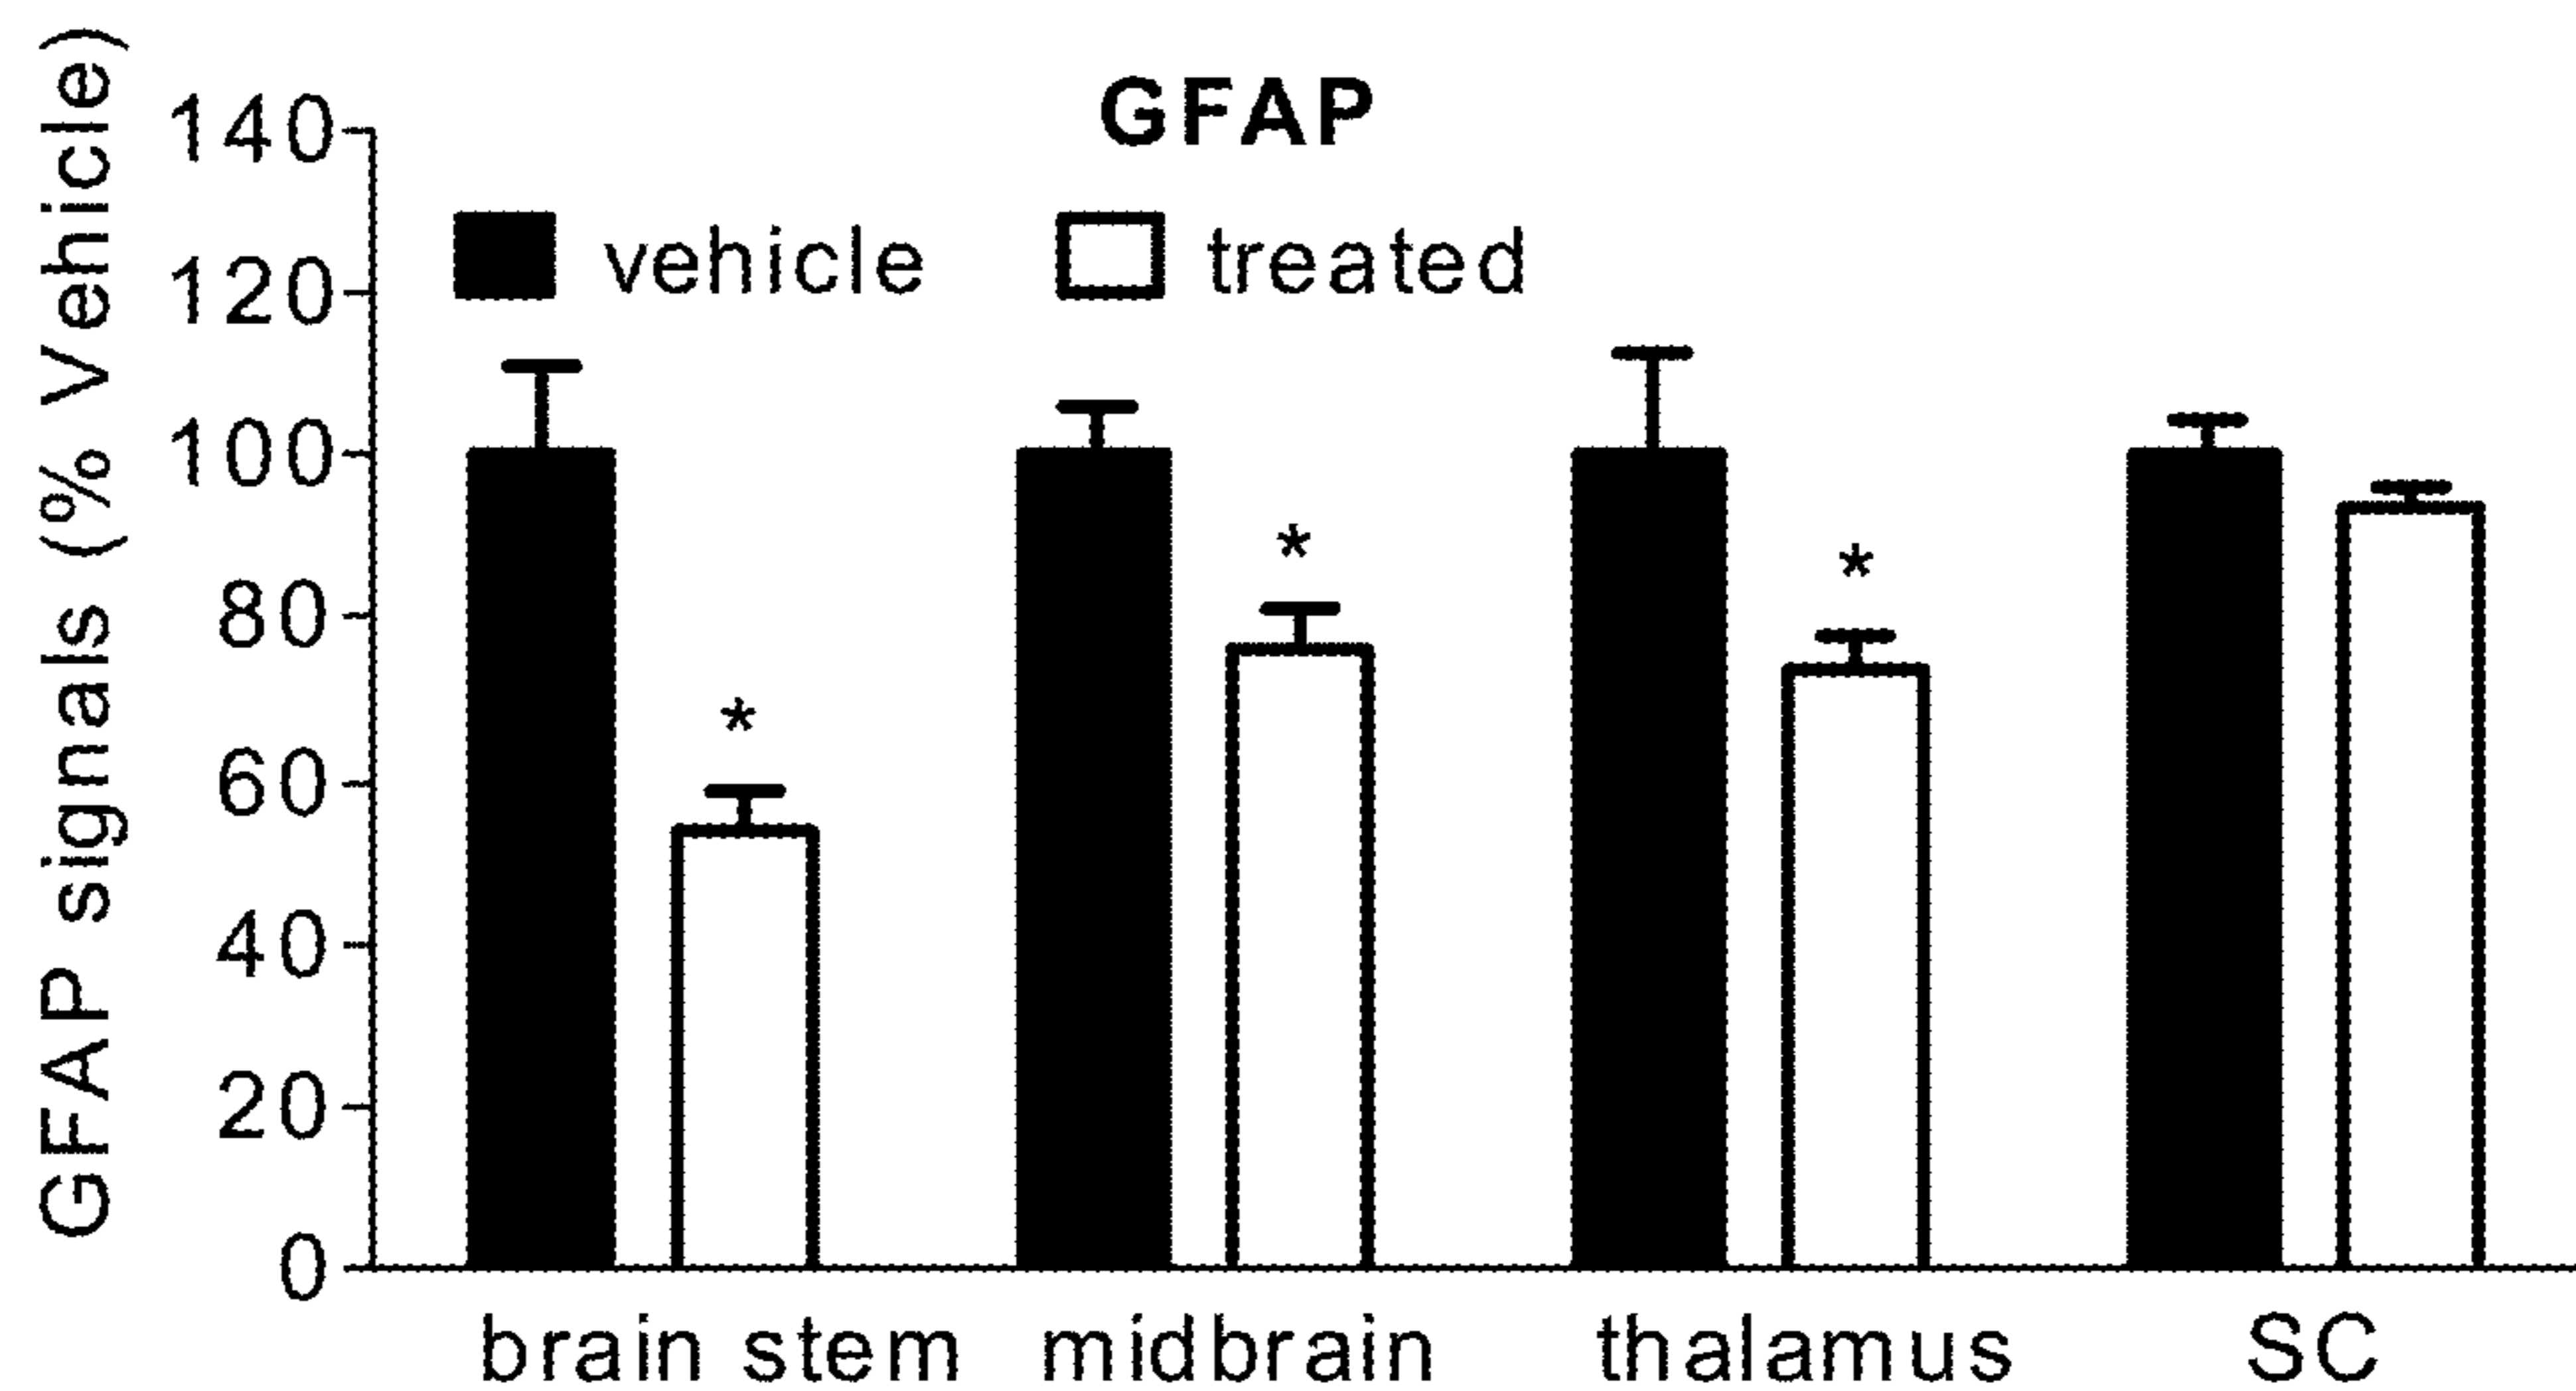 GFAP
vehicle
treated
GFAP signals (% Vehicle)
140
120
100
80
60
40
20
0
*
*
*
brain stem
midbrain
thalamus
SC